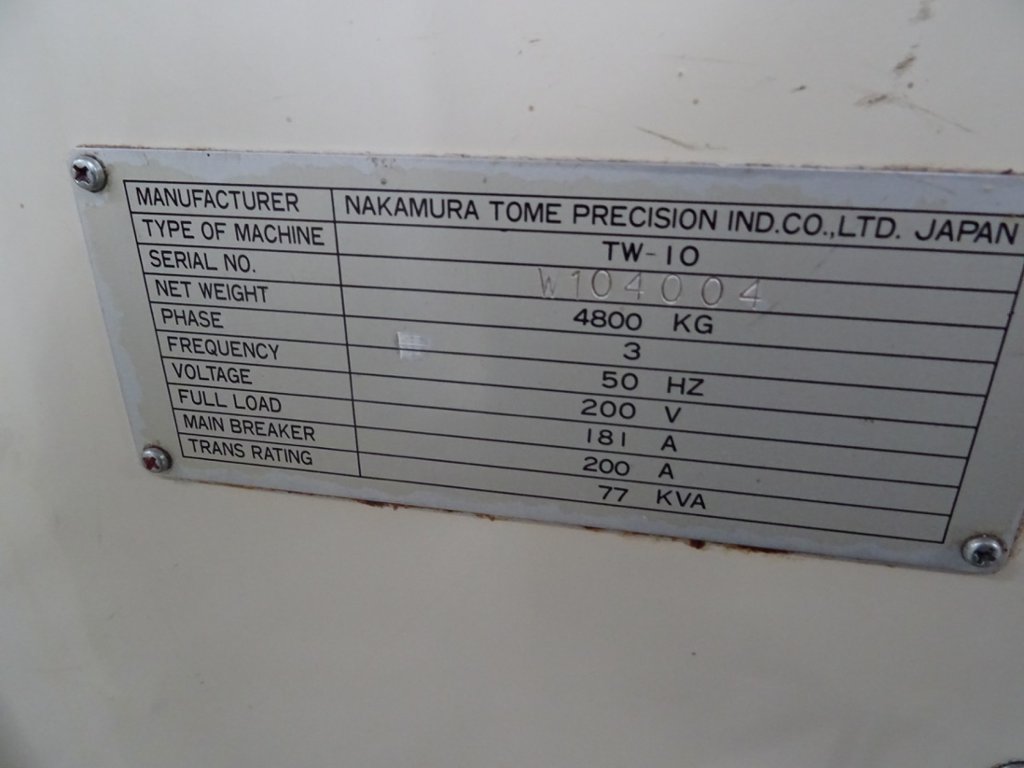 MANUFACTURER NAKAMURA TOME PRECISION IND.CO.,LTD. JAPAN
TYPE OF MACHINE TW-10
SERIAL NO. W104004
NET WEIGHT 4800 KG
PHASE 3
FREQUENCY 50 HZ
VOLTAGE 200 V
FULL LOAD 181 A
MAIN BREAKER 200 A
TRANS RATING 77 KVA